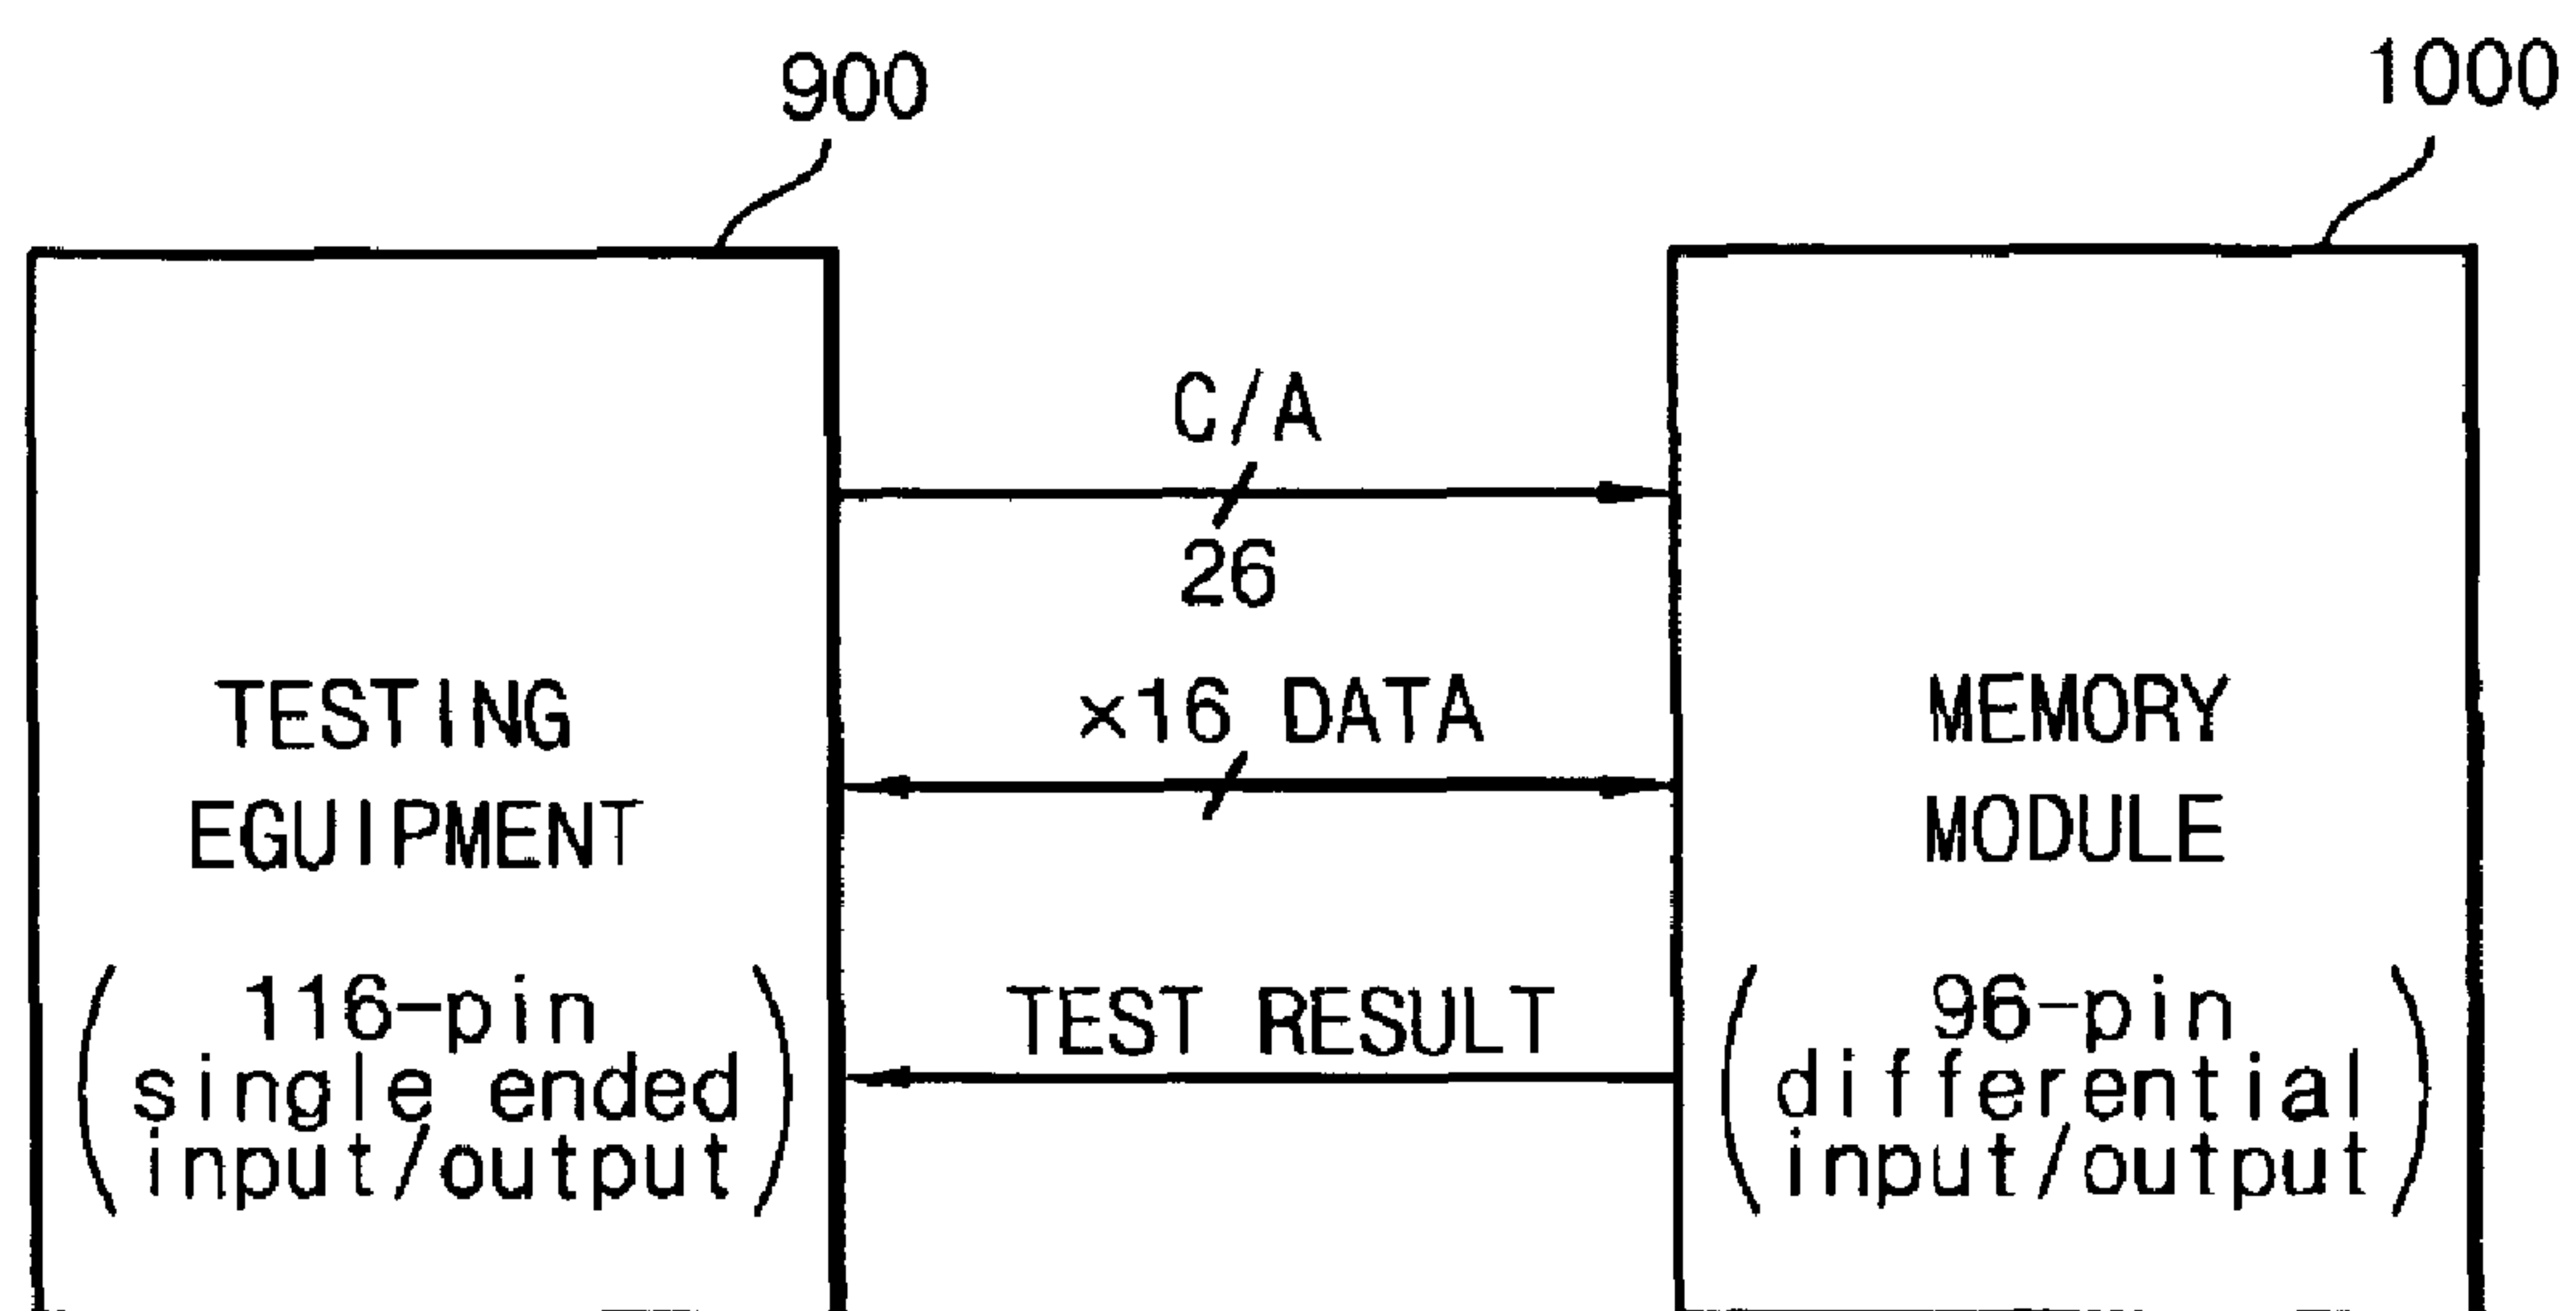 900
1000
C/A
26
×16 DATA
TEST RESULT
TESTING
EGUIPMENT
116-pin
single ended
input/output
MEMORY
MODULE
96-pin
differential
input/output